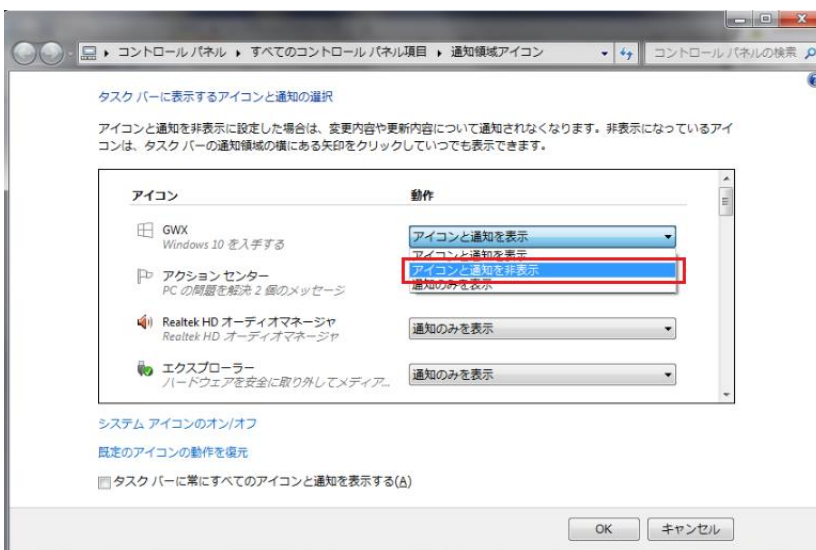 コントロール パネル ▸ すべてのコントロール パネル項目 ▸ 通知領域アイコン
コントロール パネルの検索
タスク バーに表示するアイコンと通知の選択
アイコンと通知を非表示に設定した場合は、変更内容や更新内容について通知されなくなります。非表示になっているアイ
コンは、タスク バーの通知領域の横にある矢印をクリックしていつでも表示できます。
アイコン 動作
GWX
Windows 10 を入手する
アイコンと通知を表示
アイコンと通知を表示
アイコンと通知を非表示
通知のみを表示
アクション センター
PC の問題を解決 2 個のメッセージ
Realtek HD オーディオマネージャ
Realtek HD オーディオマネージャ
通知のみを表示
エクスプローラー
ハードウェアを安全に取り外してメディア...
通知のみを表示
システム アイコンのオン/オフ
既定のアイコンの動作を復元
タスク バーに常にすべてのアイコンと通知を表示する(A)
OK キャンセル